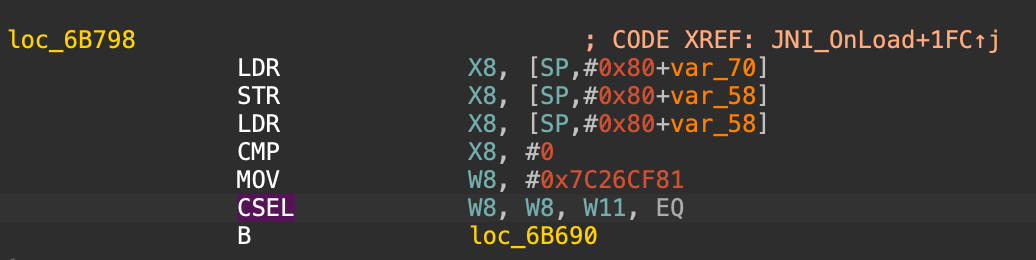 loc_6B798 ; CODE XREF: JNI_OnLoad+1FC↑j
LDR X8, [SP,#0x80+var_70]
STR X8, [SP,#0x80+var_58]
LDR X8, [SP,#0x80+var_58]
CMP X8, #0
MOV W8, #0x7C26CF81
CSEL W8, W8, W11, EQ
B loc_6B690